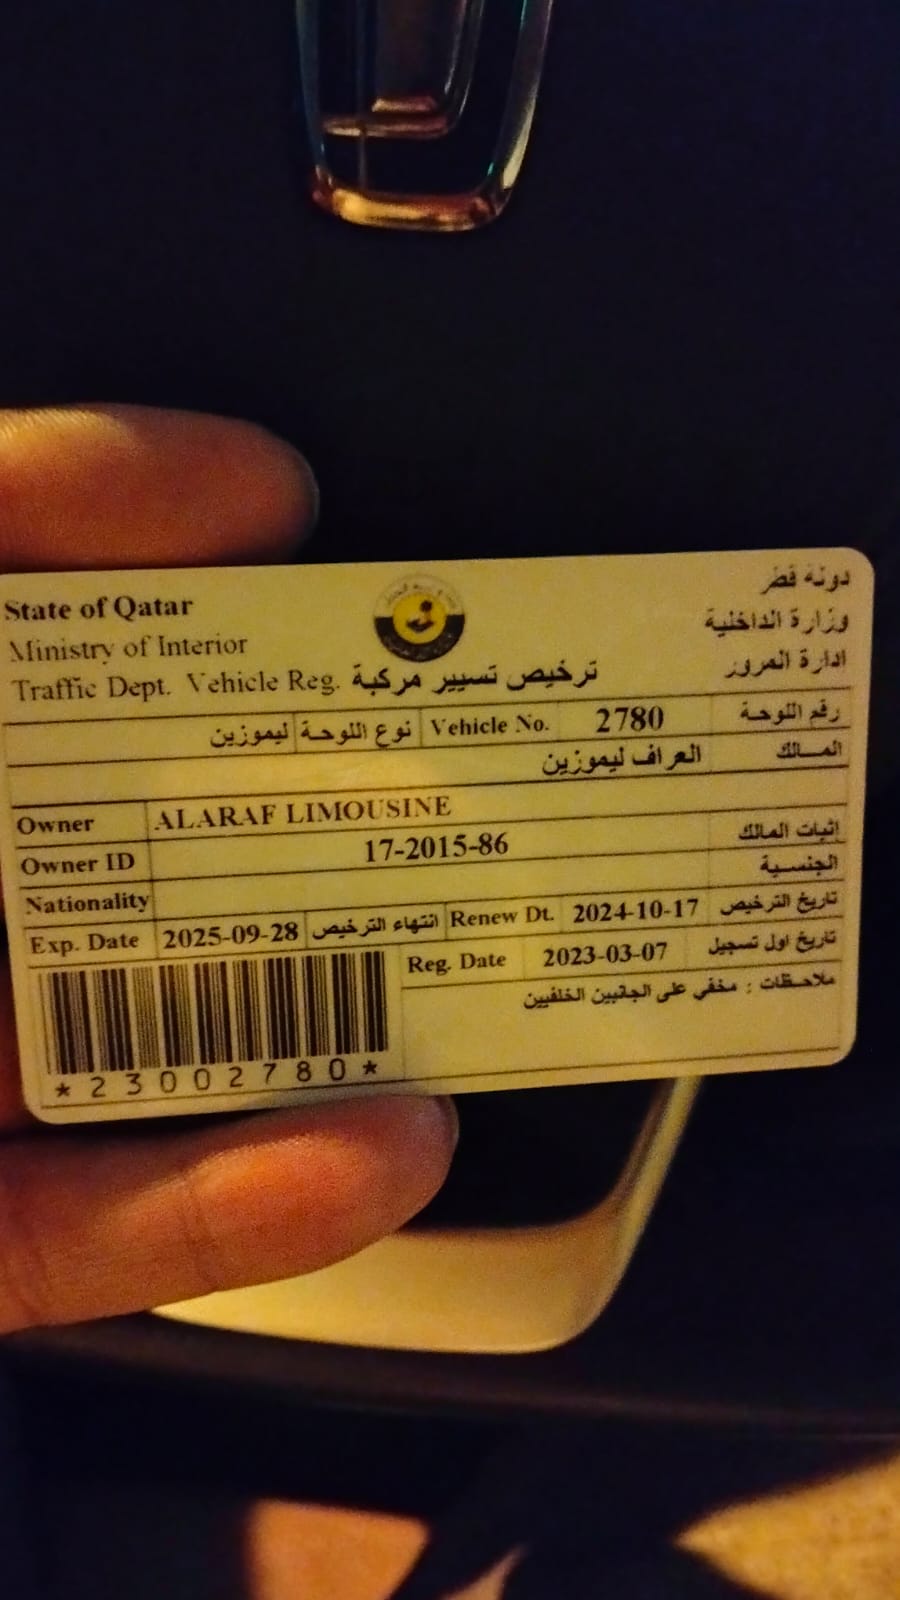 State of Qatar
دولة قطر
Ministry of Interior
وزارة الداخلية
Traffic Dept. Vehicle Reg. ترخيص تسيير مركبة
ادارة المرور
رقم اللوحة 2780 Vehicle No. نوع اللوحة ليموزين
المالك العراف ليموزين
Owner ALARAF LIMOUSINE
Owner ID 17-2015-86 اثبات المالك
Nationality الجنسية
Exp. Date 2025-09-28 انتهاء الترخيص Renew Dt. 2024-10-17 تاريخ الترخيص
Reg. Date 2023-03-07 تاريخ اول تسجيل
ملاحظات : مخفي على الجانبين الخلفيين
*23002780*